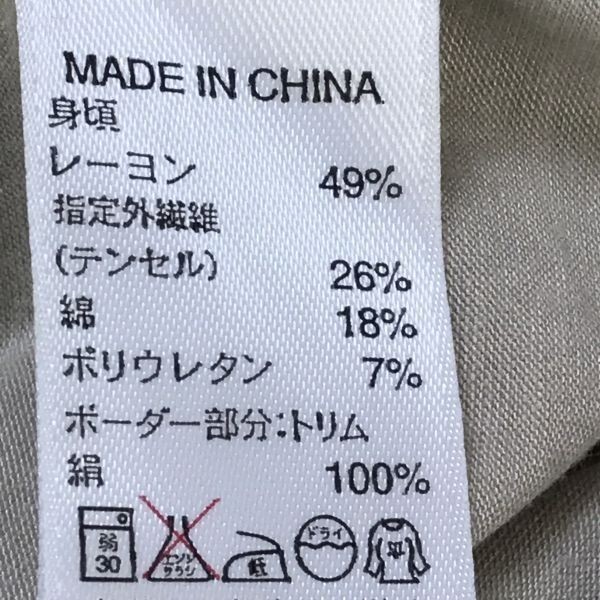 MADE IN CHINA
身頃
レーヨン 49%
指定外繊維
(テンセル) 26%
綿 18%
ポリウレタン 7%
ボーダー部分:トリム
絹 100%
弱 30 エンソ サラシ 低 ドライ 平